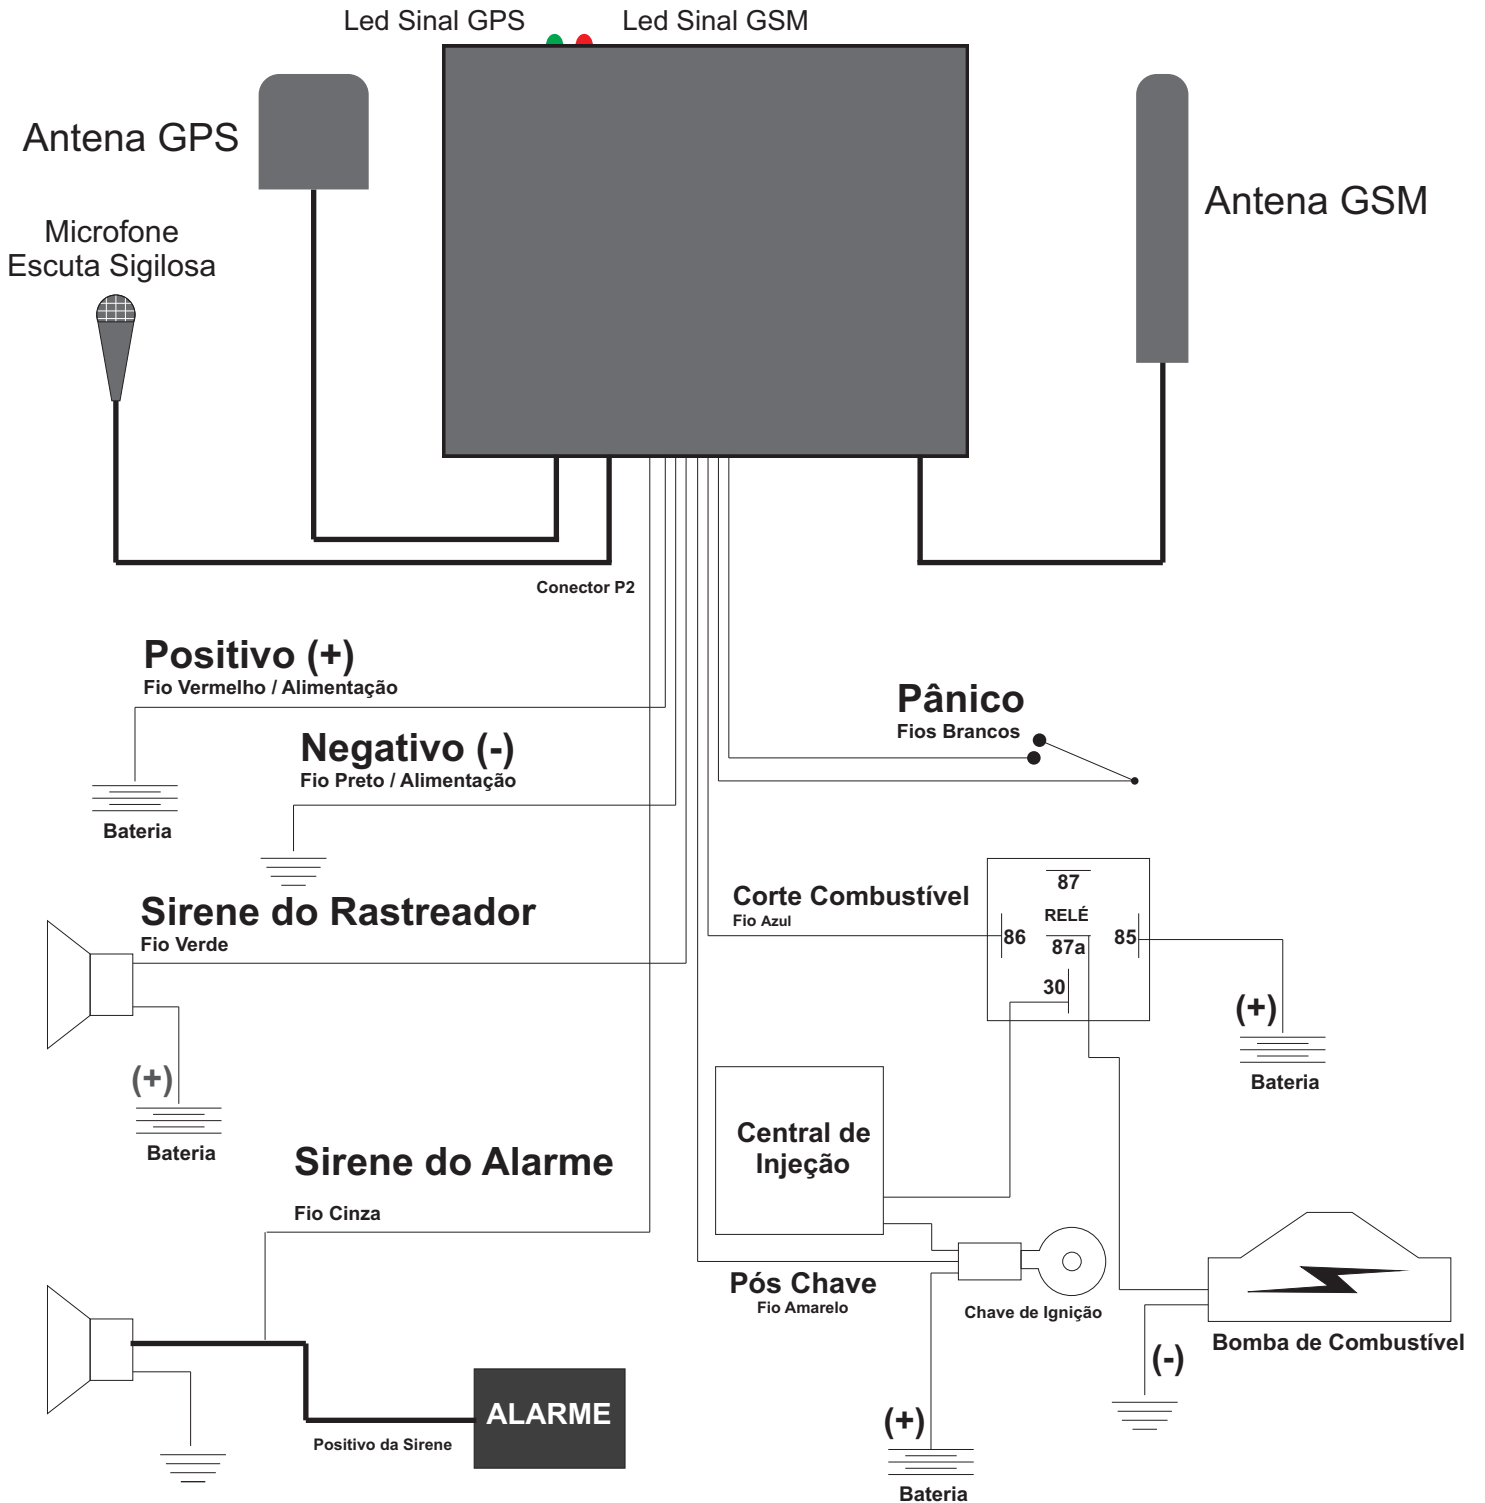 Led Sinal GPS
Led Sinal GSM
Antena GPS
Antena GSM
Microfone
Escuta Sigilosa
Conector P2
Positivo (+)
Fio Vermelho / Alimentação
Bateria
Negativo (-)
Fio Preto / Alimentação
Pânico
Fios Brancos
Sirene do Rastreador
Fio Verde
(+)
Bateria
Corte Combustível
Fio Azul
87
RELÉ
86
87a
85
30
(+)
Bateria
Central de
Injeção
Sirene do Alarme
Fio Cinza
Pós Chave
Fio Amarelo
Chave de Ignição
(+)
Bateria
Bomba de Combustível
(-)
ALARME
Positivo da Sirene